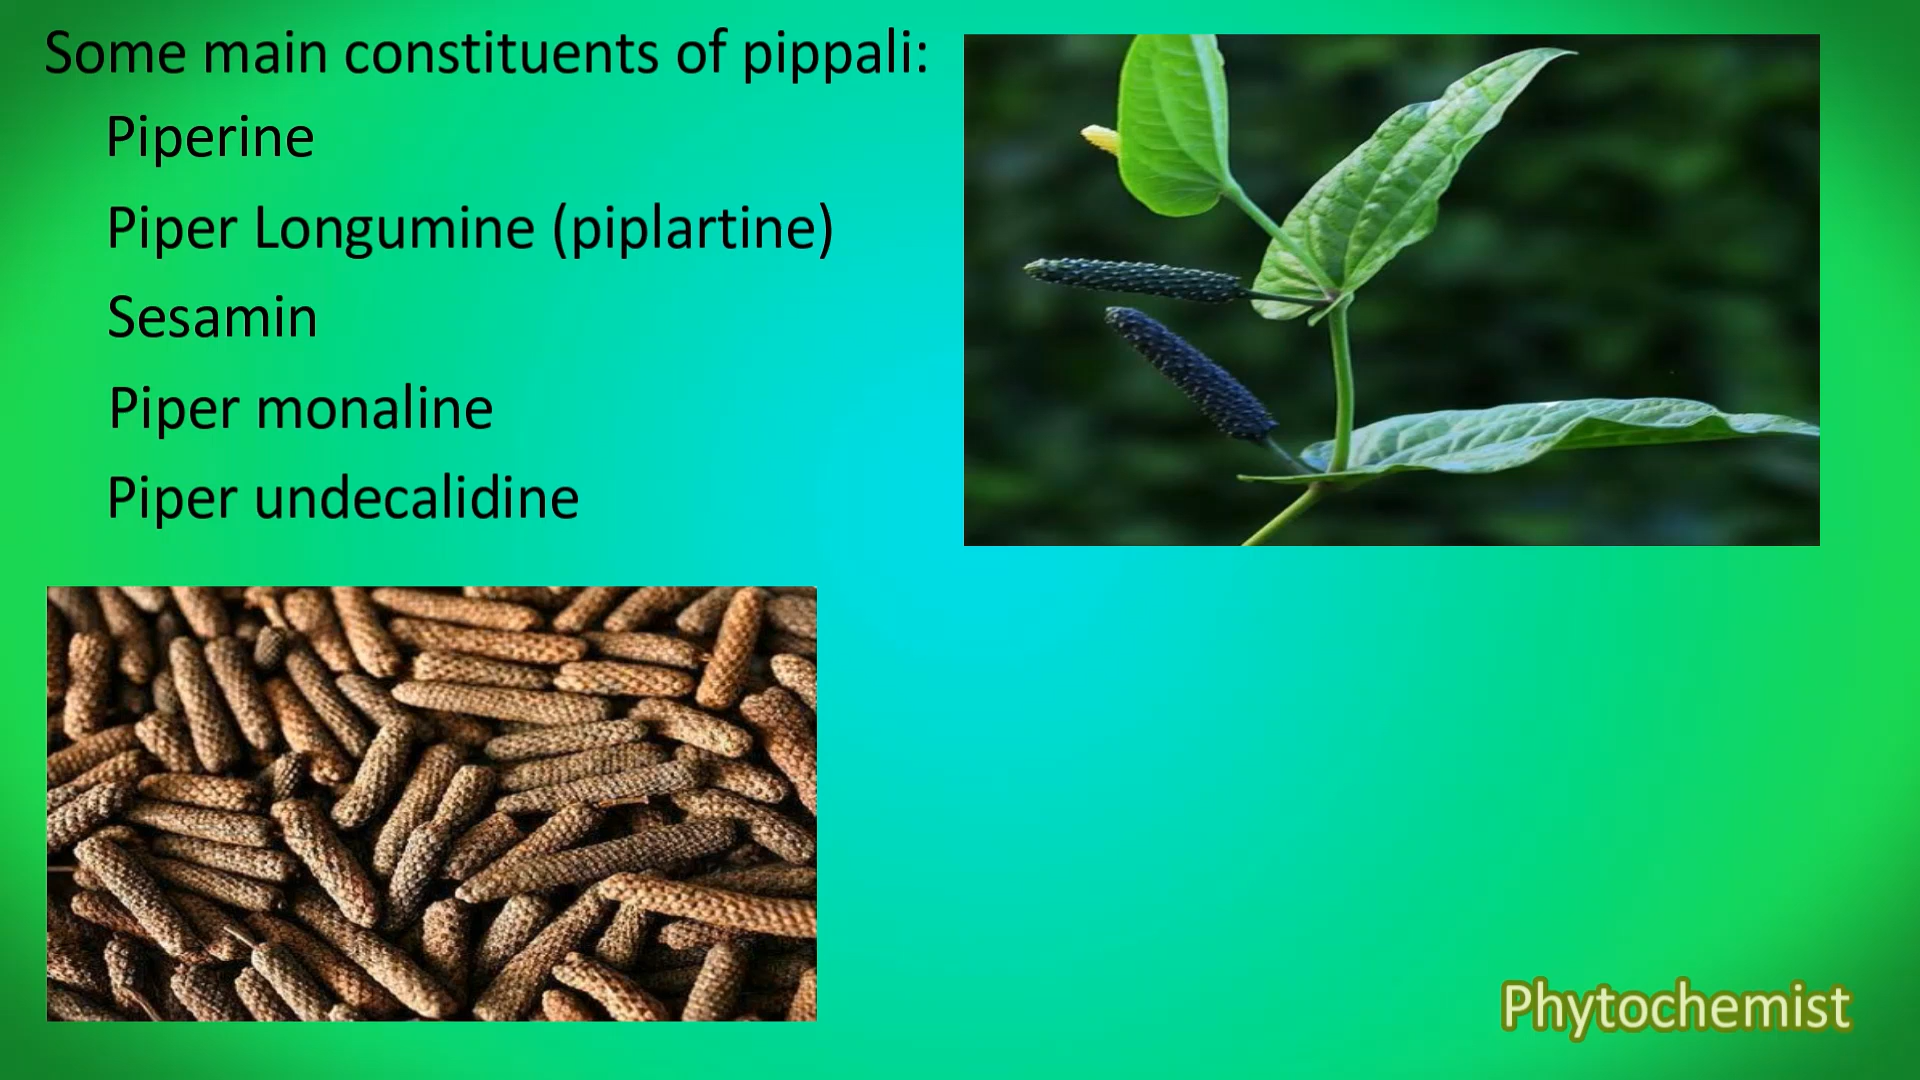 Some main constituents of pippali:
Piperine
Piper Longumine (piplartine)
Sesamin
Piper monaline
Piper undecalidine
Phytochemist